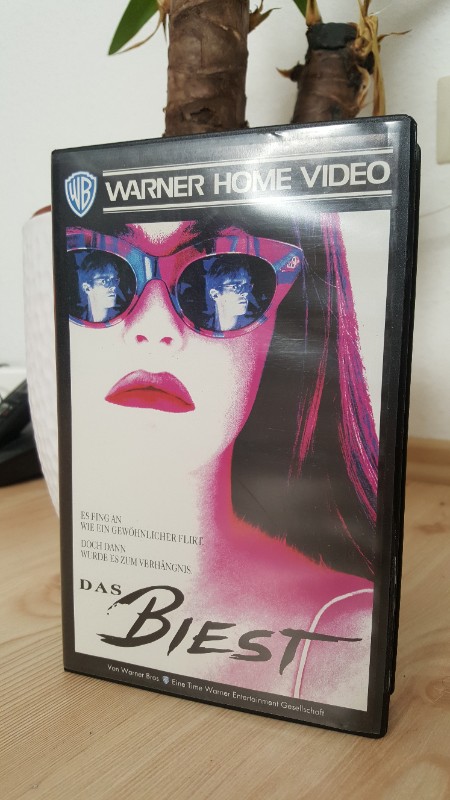 WB WARNER HOME VIDEO
ES FING AN
WIE EIN GEWÖHNLICHER FLIRT.
DOCH DANN
WURDE ES ZUM VERHÄNGNIS.
DAS
BIEST
Von Warner Bros Eine Time Warner Entertainment Gesellschaft